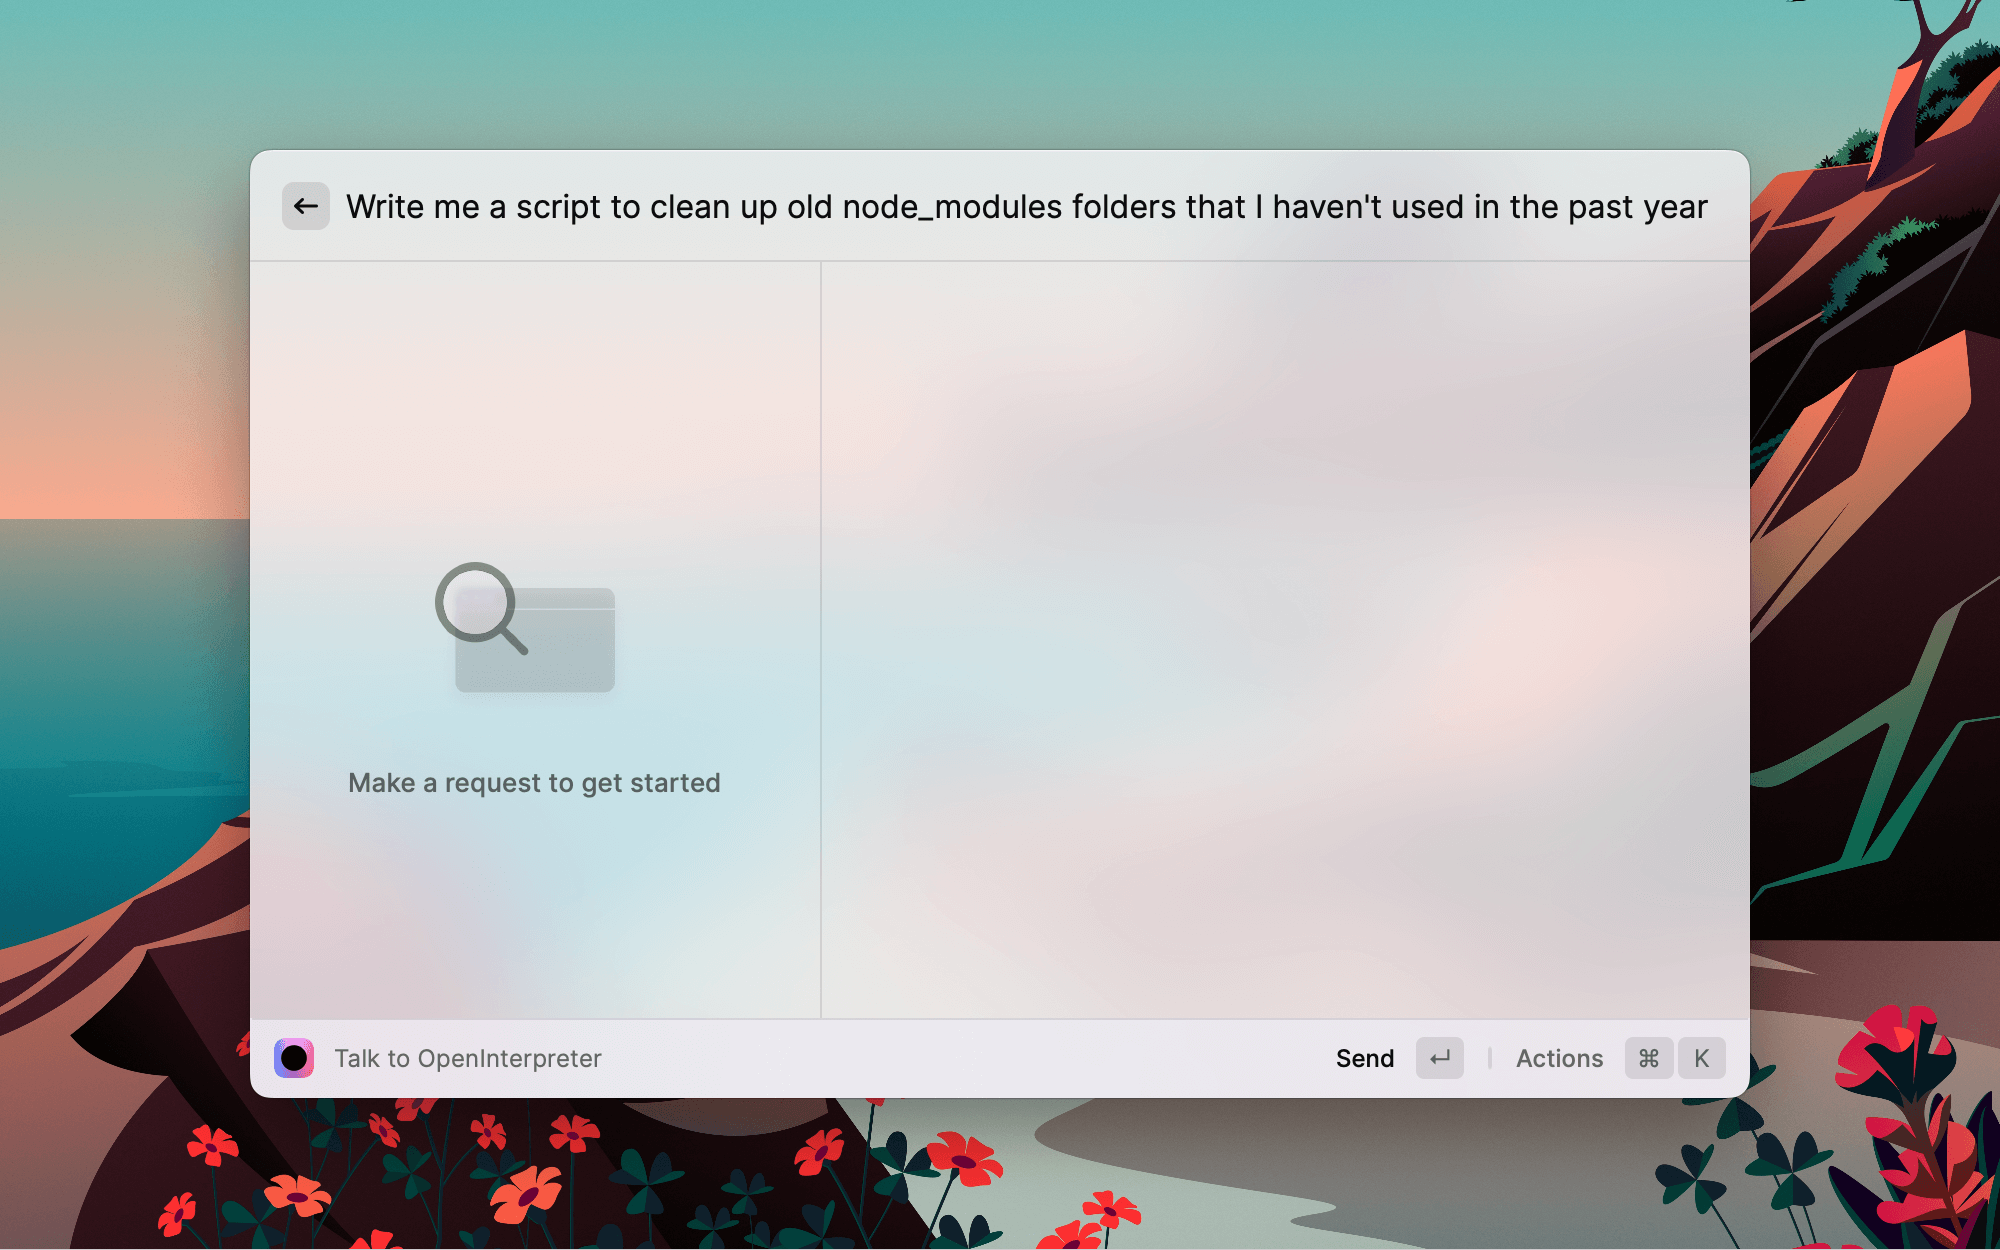 Write me a script to clean up old node_modules folders that I haven't used in the past year
Make a request to get started
Talk to OpenInterpreter
Send
Actions ⌘ K